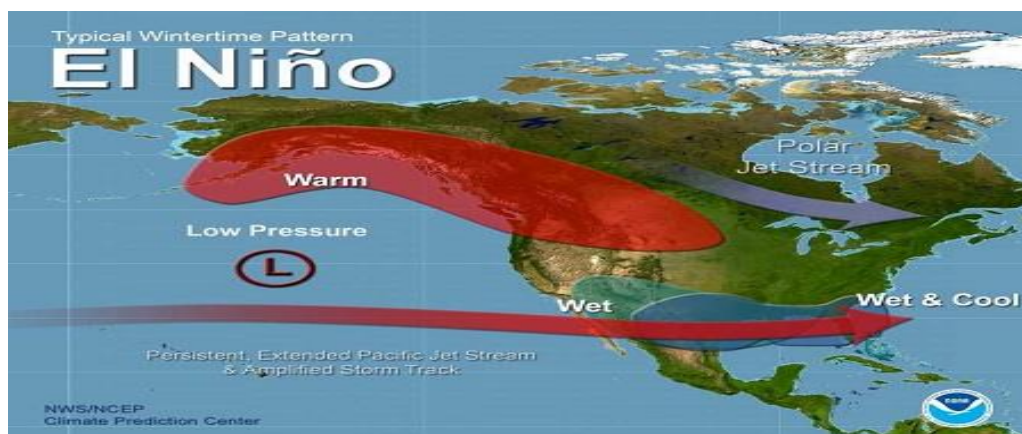 Typical Wintertime Pattern
El Niño
Polar
Jet Stream
Warm
Low Pressure
L
Wet
Wet & Cool
Persistent, Extended Pacific Jet Stream
& Amplified Storm Track
NWS/NCEP
Climate Prediction Center
NOAA